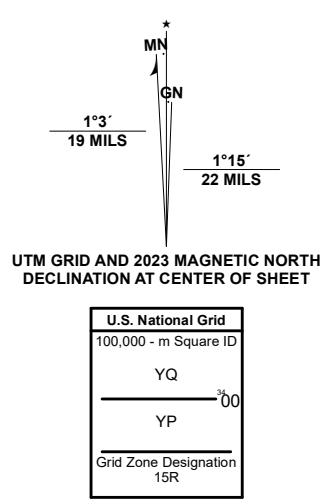 MN
GN
1°3´
19 MILS
1°15´
22 MILS
UTM GRID AND 2023 MAGNETIC NORTH
DECLINATION AT CENTER OF SHEET
U.S. National Grid
100,000 - m Square ID
YQ
3400
YP
Grid Zone Designation
15R